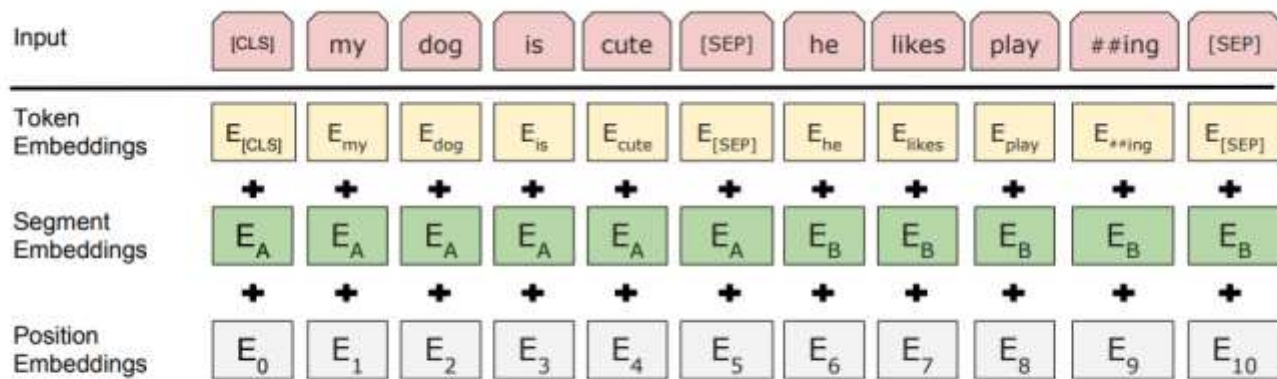 Input [CLS] my dog is cute [SEP] he likes play ##ing [SEP]
Token Embeddings E[CLS] Emy Edog Eis Ecute E[SEP] Ehe Elikes Eplay E##ing E[SEP]
+ + + + + + + + + + +
Segment Embeddings EA EA EA EA EA EA EB EB EB EB EB
+ + + + + + + + + + +
Position Embeddings E0 E1 E2 E3 E4 E5 E6 E7 E8 E9 E10